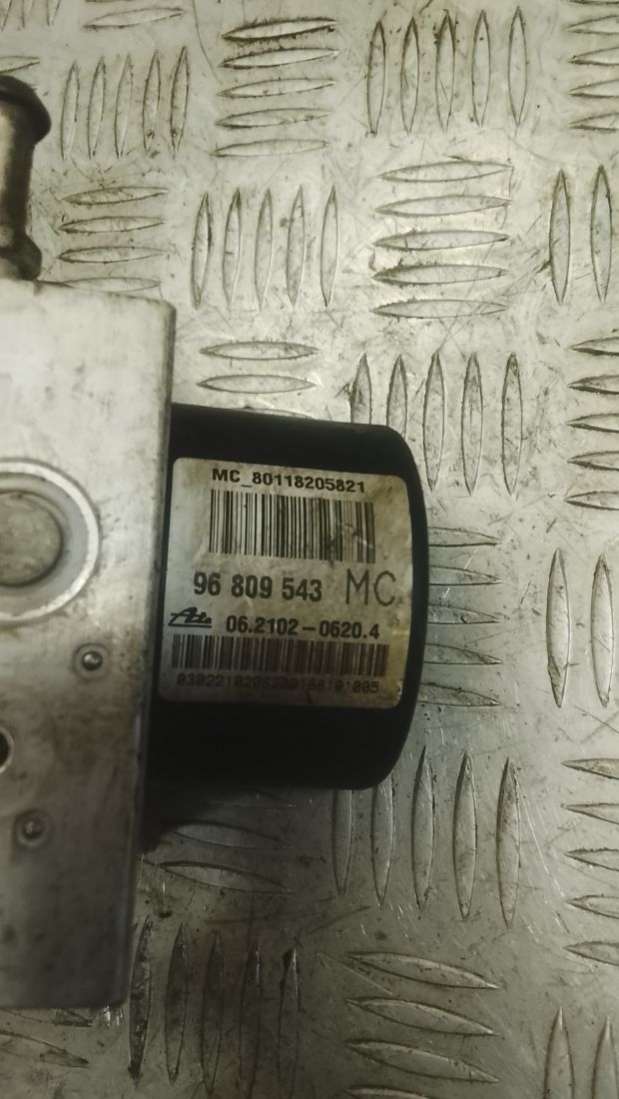 MC_80118205821
96 809 543 MC
Ate 06.2102-0620.4